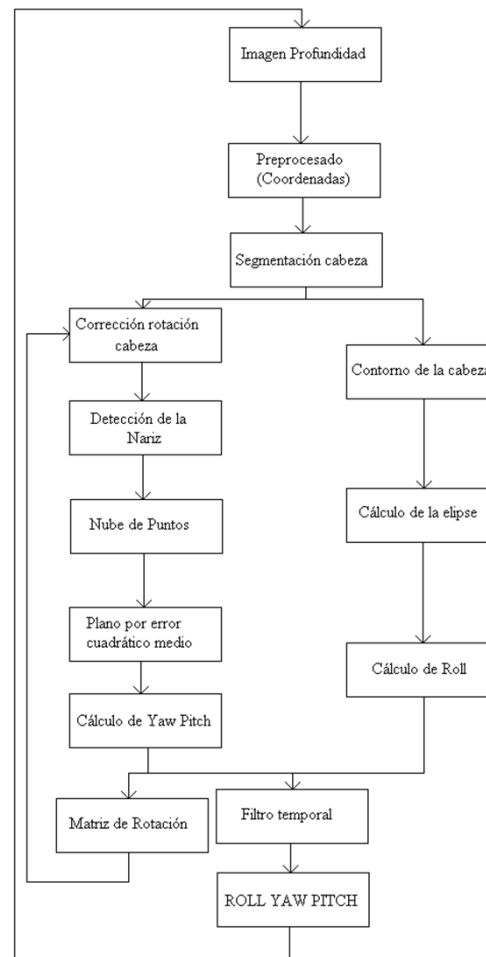 Imagen Profundidad
Preprocesado
(Coordenadas)
Segmentación cabeza
Corrección rotación
cabeza
Contorno de la cabeza
Detección de la
Nariz
Nube de Puntos
Cálculo de la elipse
Plano por error
cuadrático medio
Cálculo de Roll
Cálculo de Yaw Pitch
Matriz de Rotación
Filtro temporal
ROLL YAW PITCH